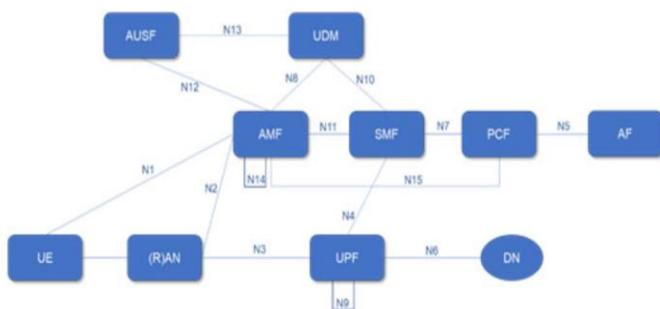 N13
AUSF
UDM
N12
N8
N10
AMF
N11
SMF
N7
PCF
N5
AF
N1
N2
N14
N15
N4
UE
(R)AN
N3
UPF
N6
DN
N9